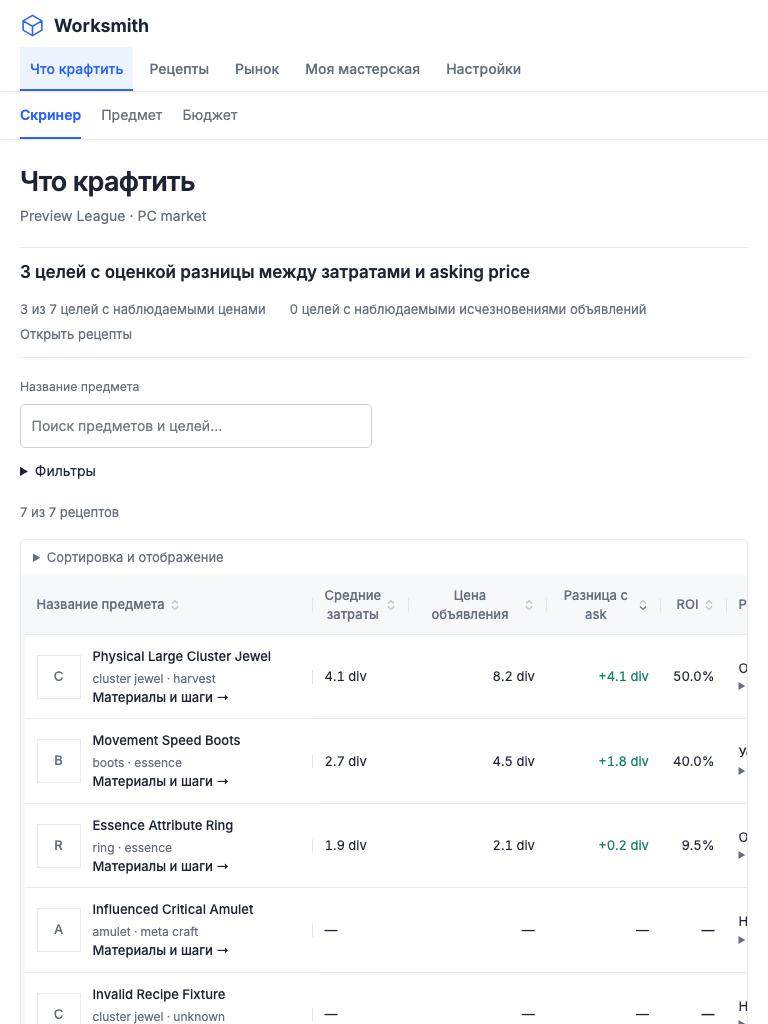 Worksmith
Что крафтить
Рецепты
Рынок
Моя мастерская
Настройки
Скринер
Предмет
Бюджет
Что крафтить
Preview League · PC market
3 целей с оценкой разницы между затратами и asking price
3 из 7 целей с наблюдаемыми ценами
0 целей с наблюдаемыми исчезновениями объявлений
Открыть рецепты
Название предмета
Поиск предметов и целей...
Фильтры
7 из 7 рецептов
Сортировка и отображение
Название предмета
Средние
затраты
Цена
объявления
Разница с
ask
ROI
C
Physical Large Cluster Jewel
cluster jewel · harvest
Материалы и шаги →
4.1 div
8.2 div
+4.1 div
50.0%
B
Movement Speed Boots
boots · essence
Материалы и шаги →
2.7 div
4.5 div
+1.8 div
40.0%
R
Essence Attribute Ring
ring · essence
Материалы и шаги →
1.9 div
2.1 div
+0.2 div
9.5%
A
Influenced Critical Amulet
amulet · meta craft
Материалы и шаги →
—
—
—
—
C
Invalid Recipe Fixture
cluster jewel · unknown
—
—
—
—